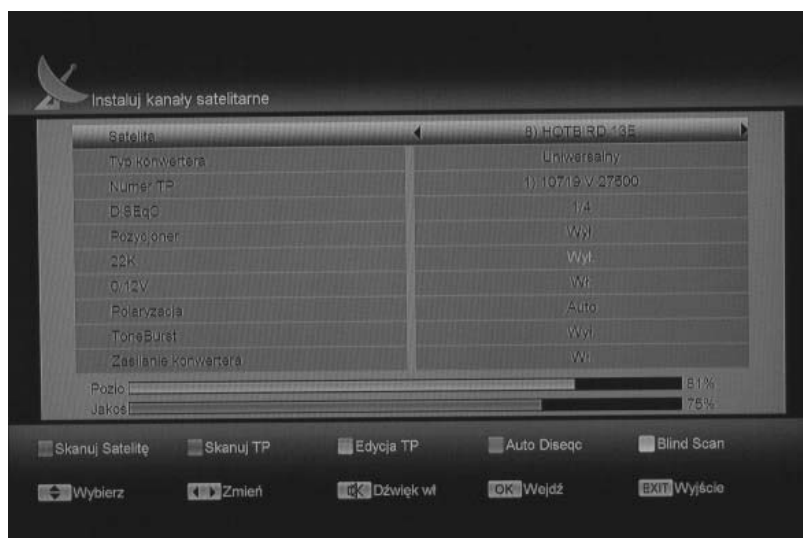 Instaluj kanały satelitarne
Satelita 8) HOTBIRD 13E
Typ konwertera Uniwersalny
Numer TP 1) 10719 V 27500
DiSEqC 1/4
Pozycjoner Wył.
22K Wył.
0/12V Wł.
Polaryzacja Auto
ToneBurst Wył.
Zasilanie konwertera Wł.
Pozio 81%
Jakoś 75%
Skanuj Satelitę Skanuj TP Edycja TP Auto Diseqc Blind Scan
Wybierz Zmień Dźwięk wł OK Wejdź EXIT Wyjście